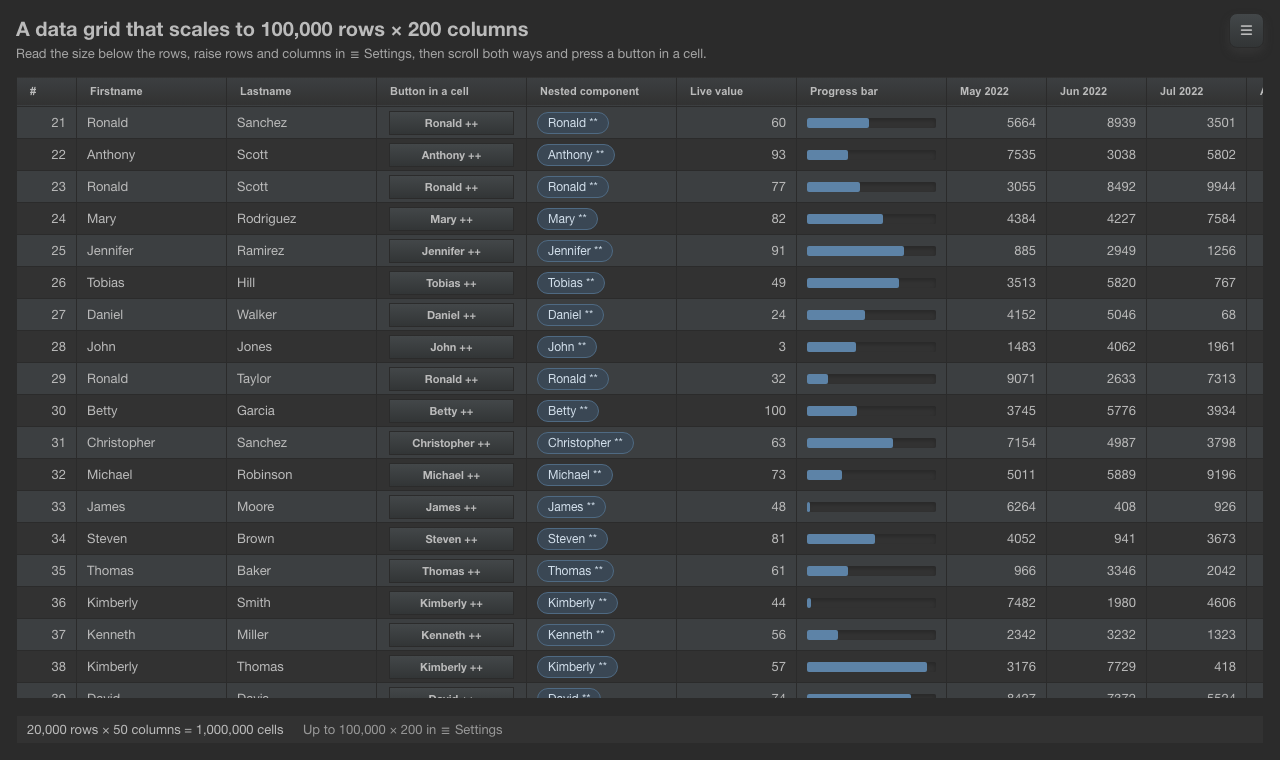 A data grid that scales to 100,000 rows × 200 columns
Read the size below the rows, raise rows and columns in ≡ Settings, then scroll both ways and press a button in a cell.
# Firstname Lastname Button in a cell Nested component Live value Progress bar May 2022 Jun 2022 Jul 2022
21 Ronald Sanchez Ronald ++ Ronald ** 60 5664 8939 3501
22 Anthony Scott Anthony ++ Anthony ** 93 7535 3038 5802
23 Ronald Scott Ronald ++ Ronald ** 77 3055 8492 9944
24 Mary Rodriguez Mary ++ Mary ** 82 4384 4227 7584
25 Jennifer Ramirez Jennifer ++ Jennifer ** 91 885 2949 1256
26 Tobias Hill Tobias ++ Tobias ** 49 3513 5820 767
27 Daniel Walker Daniel ++ Daniel ** 24 4152 5046 68
28 John Jones John ++ John ** 3 1483 4062 1961
29 Ronald Taylor Ronald ++ Ronald ** 32 9071 2633 7313
30 Betty Garcia Betty ++ Betty ** 100 3745 5776 3934
31 Christopher Sanchez Christopher ++ Christopher ** 63 7154 4987 3798
32 Michael Robinson Michael ++ Michael ** 73 5011 5889 9196
33 James Moore James ++ James ** 48 6264 408 926
34 Steven Brown Steven ++ Steven ** 81 4052 941 3673
35 Thomas Baker Thomas ++ Thomas ** 61 966 3346 2042
36 Kimberly Smith Kimberly ++ Kimberly ** 44 7482 1980 4606
37 Kenneth Miller Kenneth ++ Kenneth ** 56 2342 3232 1323
38 Kimberly Thomas Kimberly ++ Kimberly ** 57 3176 7729 418
39 David Davis David ++ David ** 74
20,000 rows × 50 columns = 1,000,000 cells Up to 100,000 × 200 in ≡ Settings